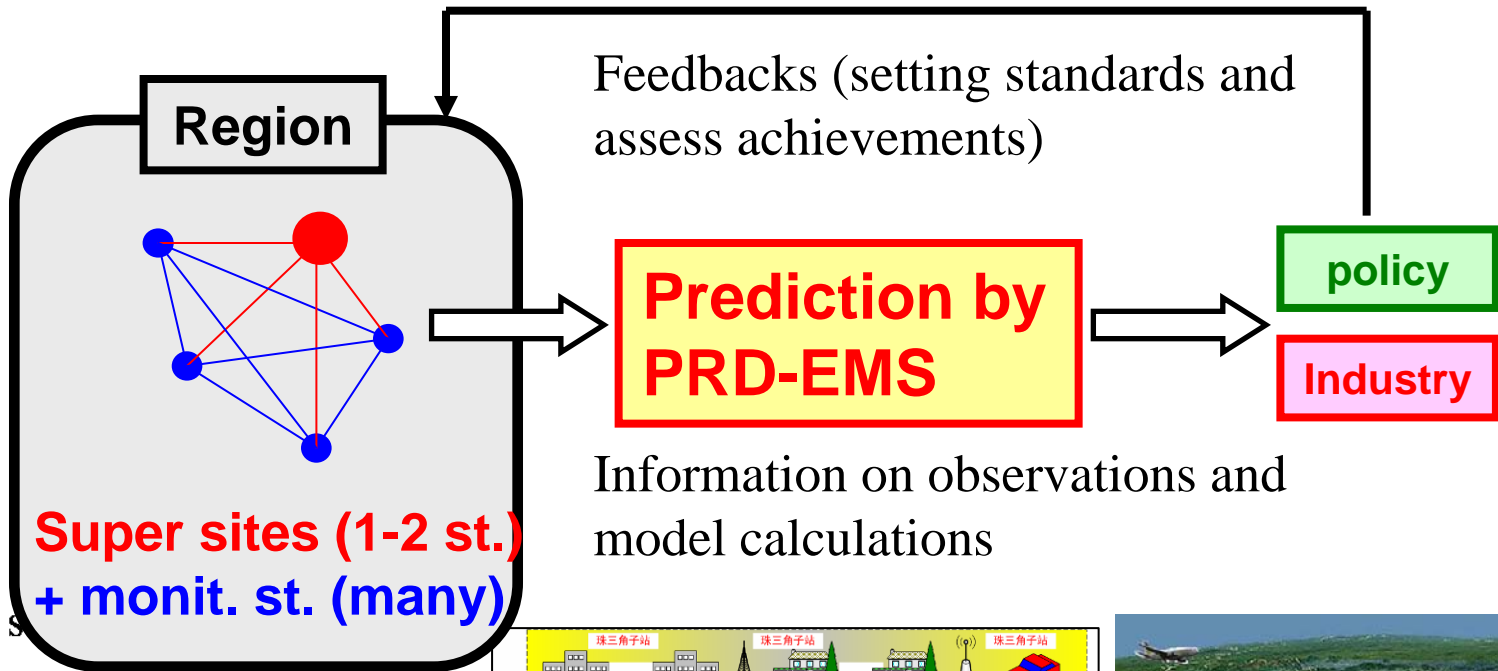 Feedbacks (setting standards and
assess achievements)
Region
Prediction by
PRD-EMS
policy
Industry
Information on observations and
model calculations
Super sites (1-2 st.)
+ monit. st. (many)
s
珠三角子站
珠三角子站
珠三角子站